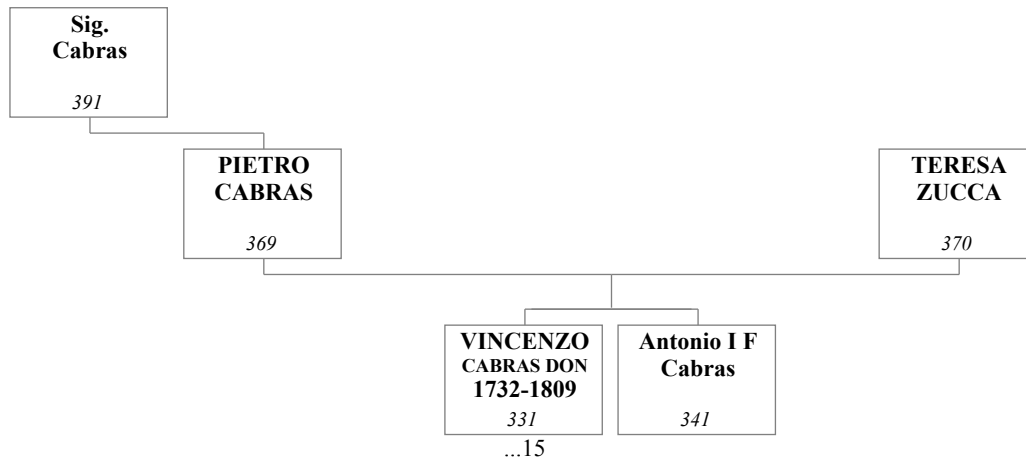 Sig.
Cabras
391
PIETRO
CABRAS
369
TERESA
ZUCCA
370
VINCENZO
CABRAS DON
1732-1809
331
...15
Antonio I F
Cabras
341